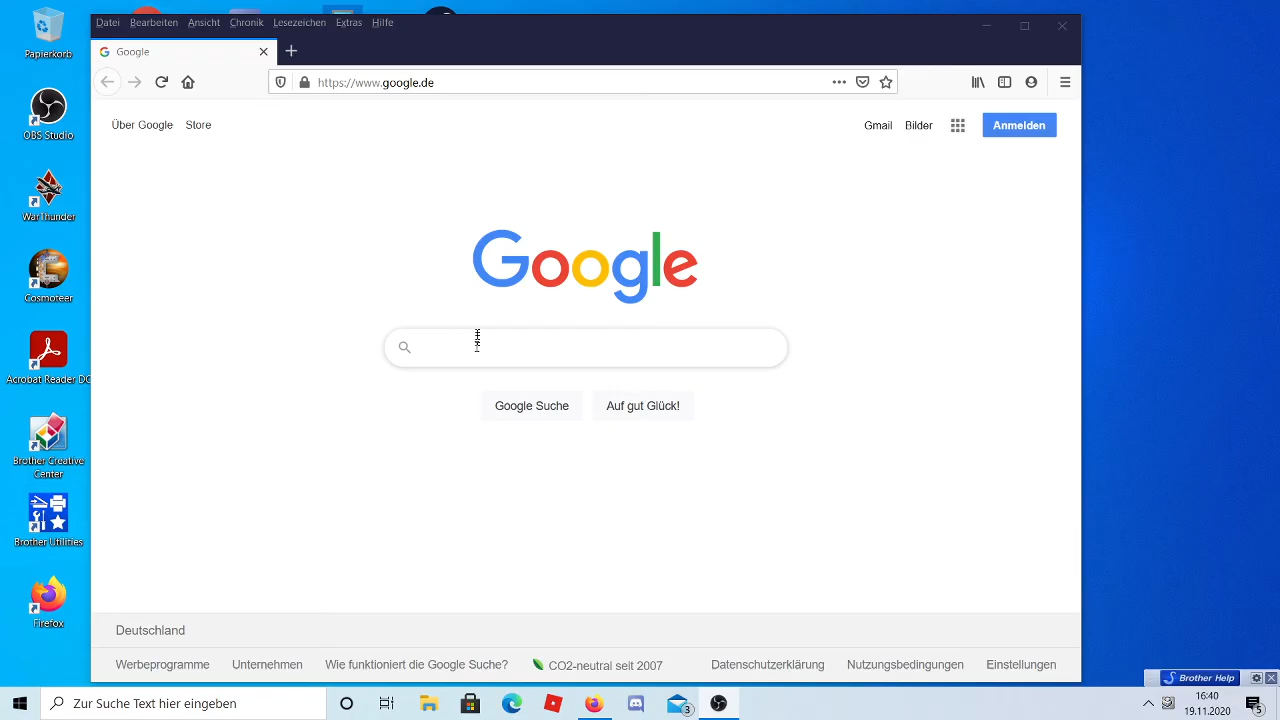 Papierkorb
OBS Studio
WarThunder
Cosmoteer
Acrobat Reader DC
Brother Creative
Center
Brother Utilities
Firefox
Datei Bearbeiten Ansicht Chronik Lesezeichen Extras Hilfe
Google
https://www.google.de
Über Google Store
Gmail Bilder Anmelden
Google
Google Suche Auf gut Glück!
Deutschland
Werbeprogramme Unternehmen Wie funktioniert die Google Suche? CO2-neutral seit 2007 Datenschutzerklärung Nutzungsbedingungen Einstellungen
Brother Help
Zur Suche Text hier eingeben
3
16:40
19.11.2020
5